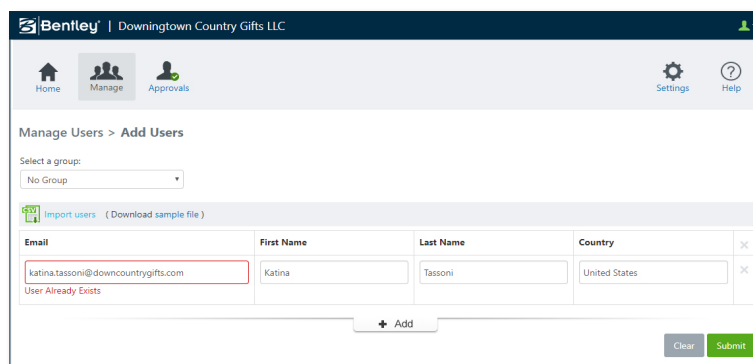 Bentley | Downingtown Country Gifts LLC
Home Manage Approvals Settings Help
Manage Users > Add Users
Select a group:
No Group
CSV Import users ( Download sample file )
Email First Name Last Name Country
katina.tassoni@downcountrygifts.com Katina Tassoni United States
User Already Exists
+ Add
Clear Submit